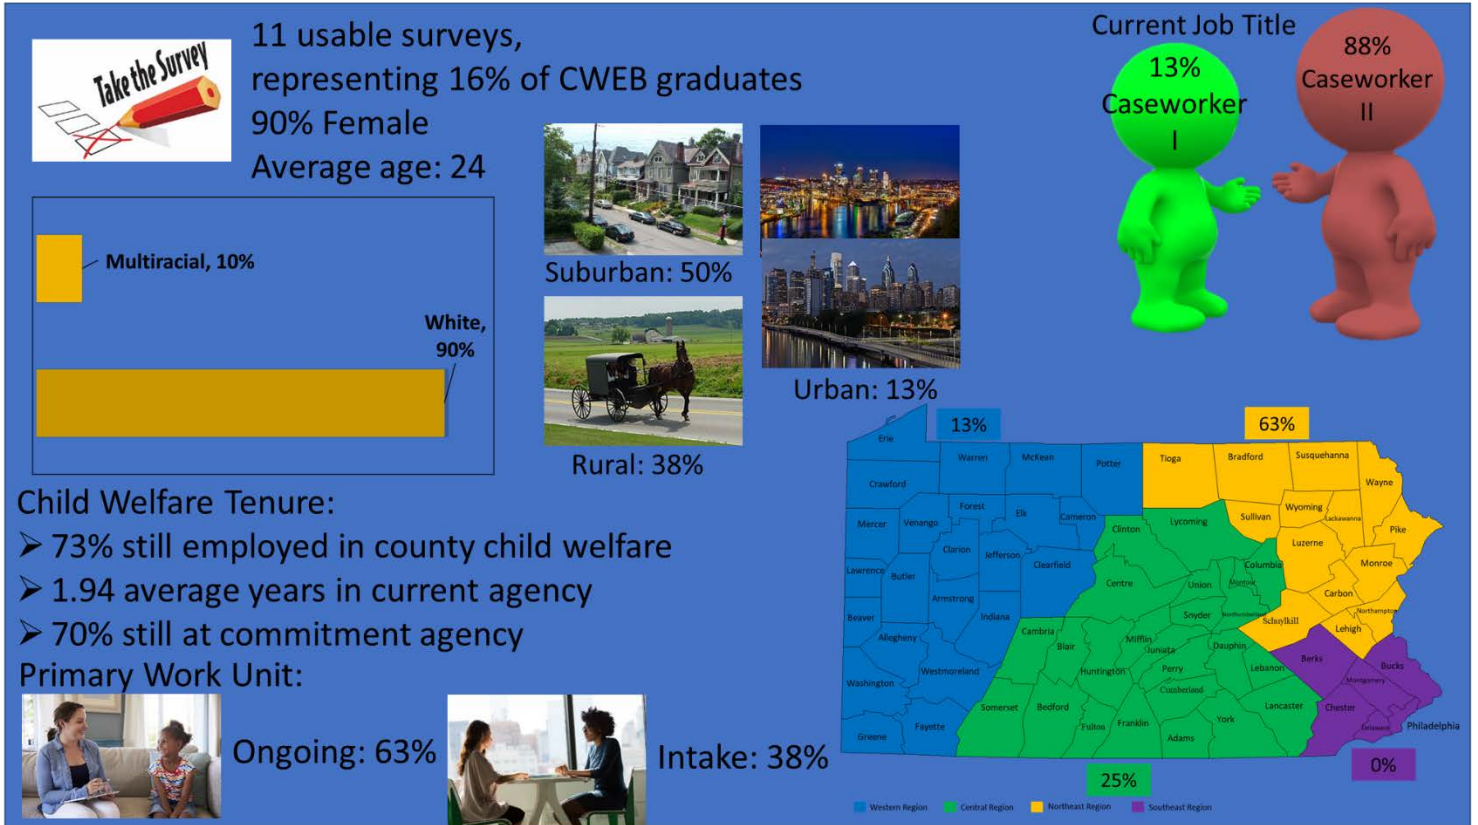 Take the Survey
11 usable surveys,
representing 16% of CWEB graduates
90% Female
Average age: 24
Current Job Title
13%
Caseworker
I
88%
Caseworker
II
Multiracial, 10%
White,
90%
Suburban: 50%
Urban: 13%
Rural: 38%
Child Welfare Tenure:
➢ 73% still employed in county child welfare
➢ 1.94 average years in current agency
➢ 70% still at commitment agency
Primary Work Unit:
Ongoing: 63%
Intake: 38%
13%
63%
Erie
Warren
McKean
Potter
Tioga
Bradford
Susquehanna
Wayne
Crawford
Forest
Elk
Cameron
Mercer
Venango
Clinton
Lycoming
Sullivan
Wyoming
Lackawanna
Pike
Clarion
Jefferson
Clearfield
Luzerne
Monroe
Lawrence
Butler
Centre
Union
Montour
Columbia
Carbon
Armstrong
Beaver
Indiana
Snyder
Northumberland
Schuylkill
Northampton
Lehigh
Allegheny
Cambria
Blair
Mifflin
Juniata
Dauphin
Berks
Bucks
Westmoreland
Huntington
Perry
Lebanon
Montgomery
Washington
Cumberland
Somerset
Bedford
Lancaster
Chester
Fayette
Fulton
Franklin
York
Delaware
Philadelphia
Greene
Adams
25%
0%
Western Region
Central Region
Northeast Region
Southeast Region